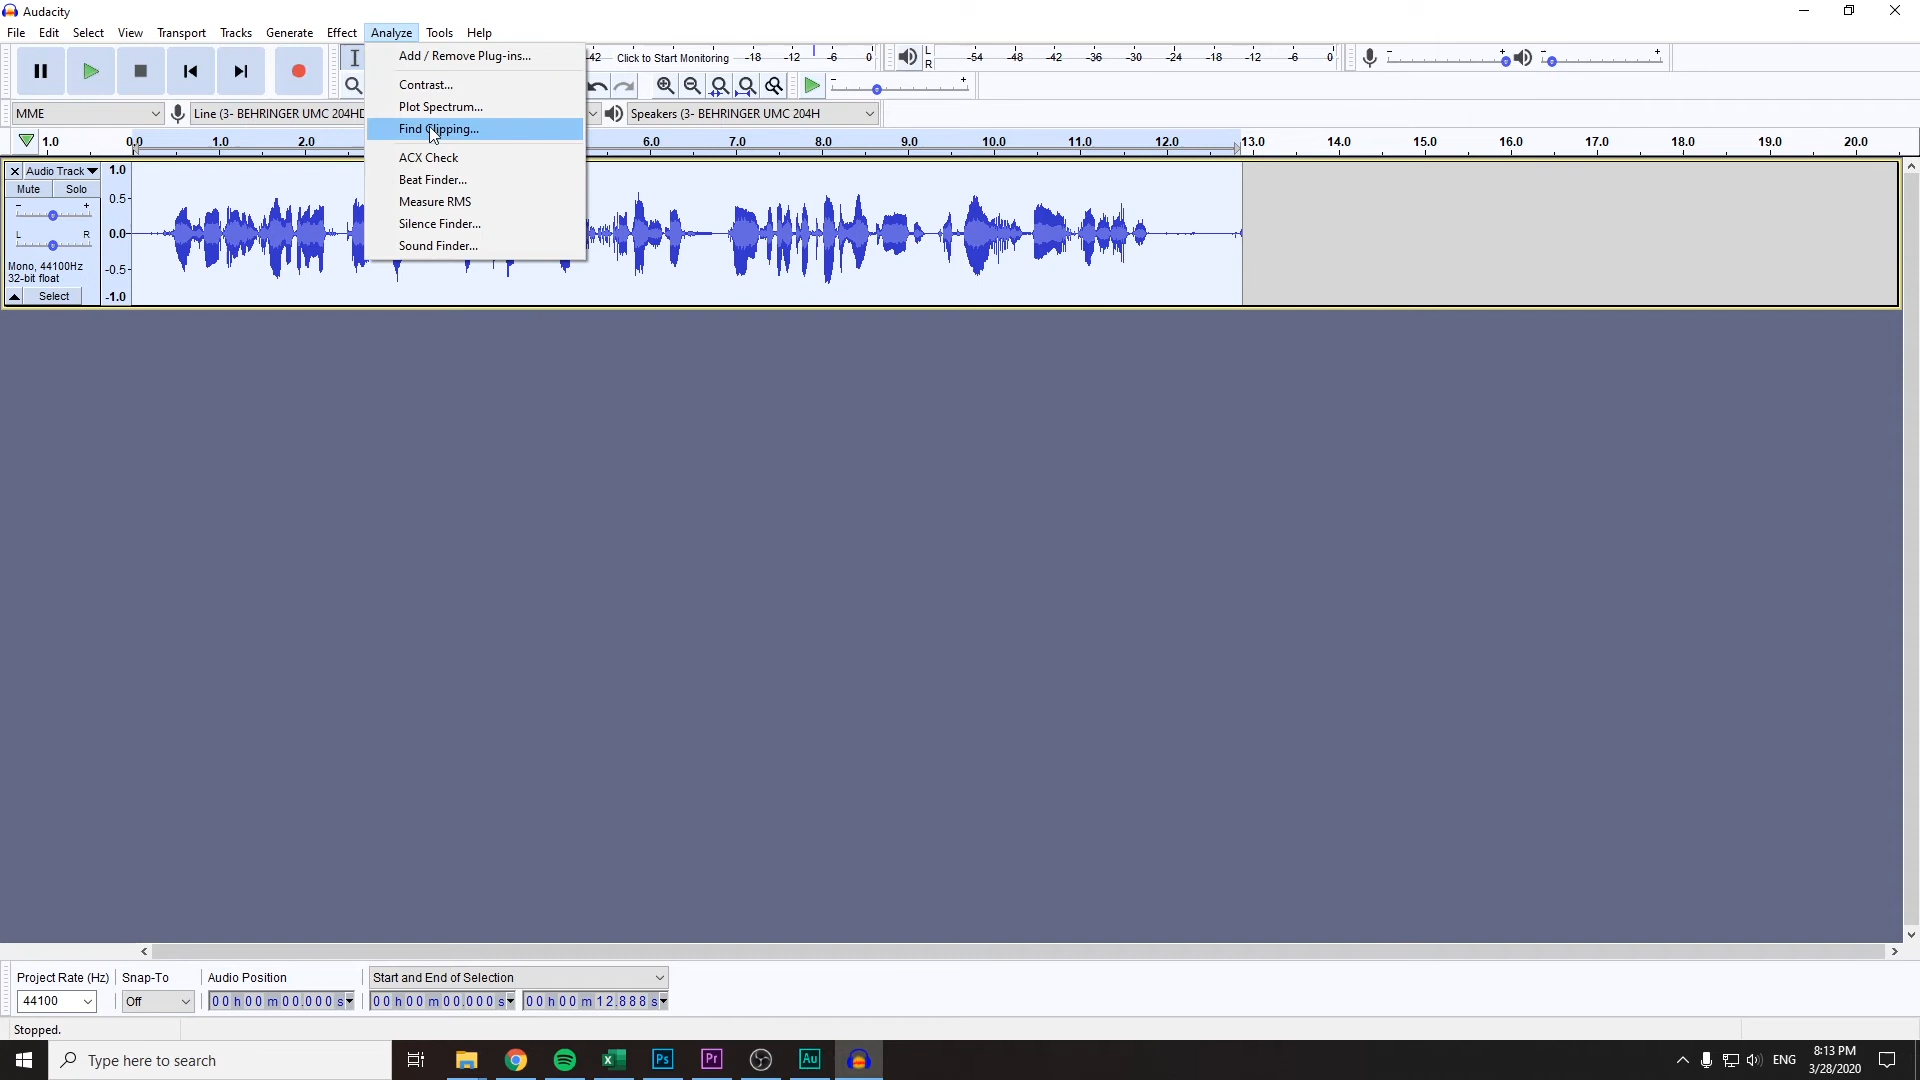 Audacity
File Edit Select View Transport Tracks Generate Effect Analyze Tools Help
Add / Remove Plug-ins...
-42 Click to Start Monitoring -18 -12 -6 0
L
R
-54 -48 -42 -36 -30 -24 -18 -12 -6 0
Contrast...
Plot Spectrum...
MME
Line (3- BEHRINGER UMC 204HD
Speakers (3- BEHRINGER UMC 204H
Find Clipping...
1.0 0.0 1.0 2.0 6.0 7.0 8.0 9.0 10.0 11.0 12.0 13.0 14.0 15.0 16.0 17.0 18.0 19.0 20.0
ACX Check
Beat Finder...
Measure RMS
Silence Finder...
Sound Finder...
Audio Track
Mute Solo
L R
Mono, 44100Hz
32-bit float
Select
1.0
0.5
0.0
-0.5
-1.0
Project Rate (Hz) Snap-To Audio Position Start and End of Selection
44100 Off 00 h 00 m 00.000 s 00 h 00 m 00.000 s 00 h 00 m 12.888 s
Stopped.
Type here to search
Ps Pr Au
ENG
8:13 PM
3/28/2020